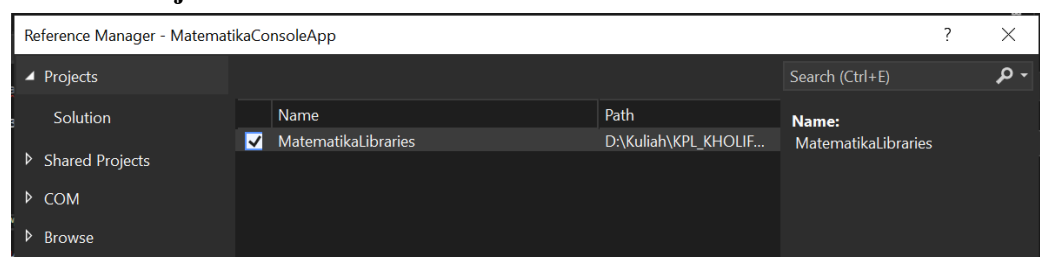 Reference Manager - MatematikaConsoleApp ?
Projects
Search (Ctrl+E)
Solution
Name Path
MatematikaLibraries D:\Kuliah\KPL_KHOLIF...
Name:
MatematikaLibraries
Shared Projects
COM
Browse